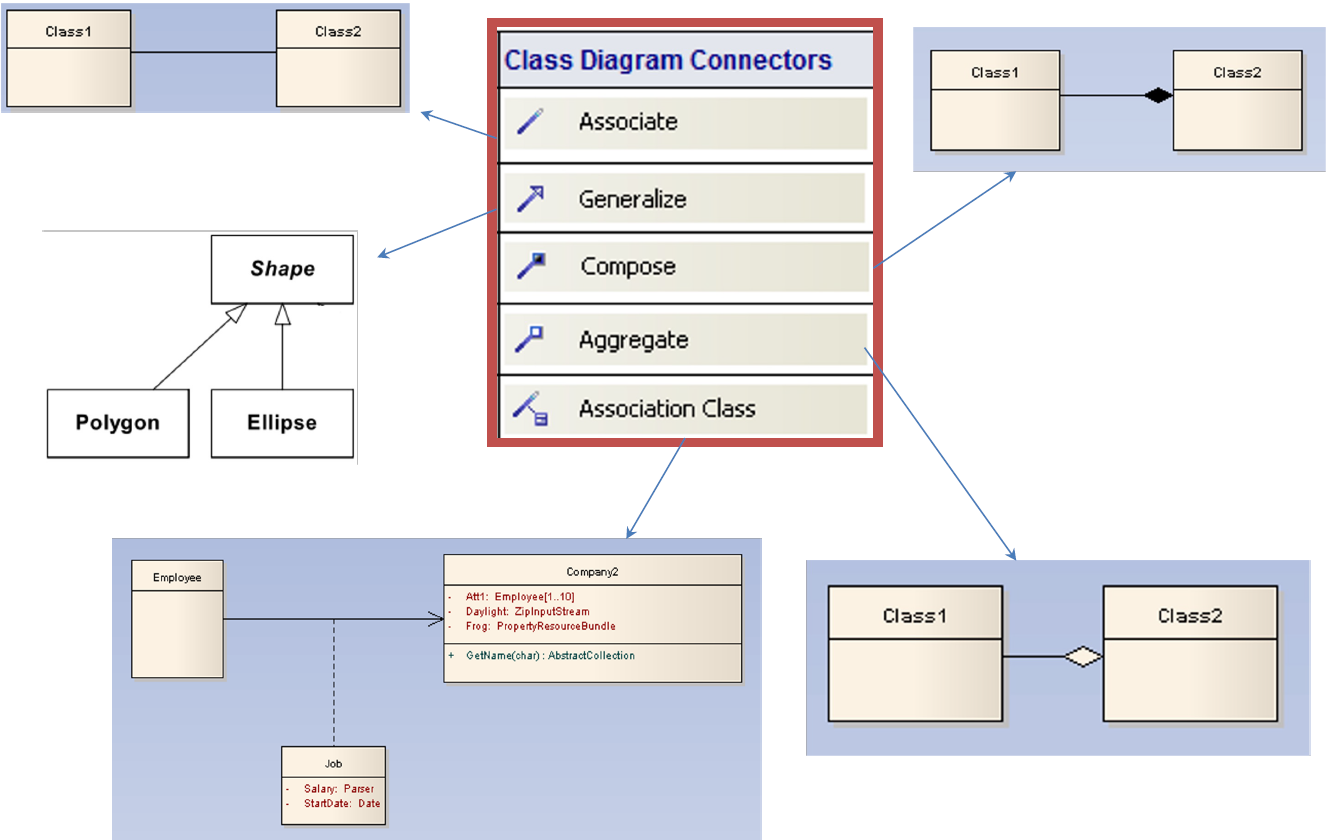 Class1
Class2
Class Diagram Connectors
Associate
Generalize
Compose
Aggregate
Association Class
Class1
Class2
Shape
Polygon
Ellipse
Employee
Company2
- Att1: Employee[1..10]
- Daylight: ZipInputStream
- Frog: PropertyResourceBundle
+ GetName(char) : AbstractCollection
Job
- Salary: Parser
- StartDate: Date
Class1
Class2